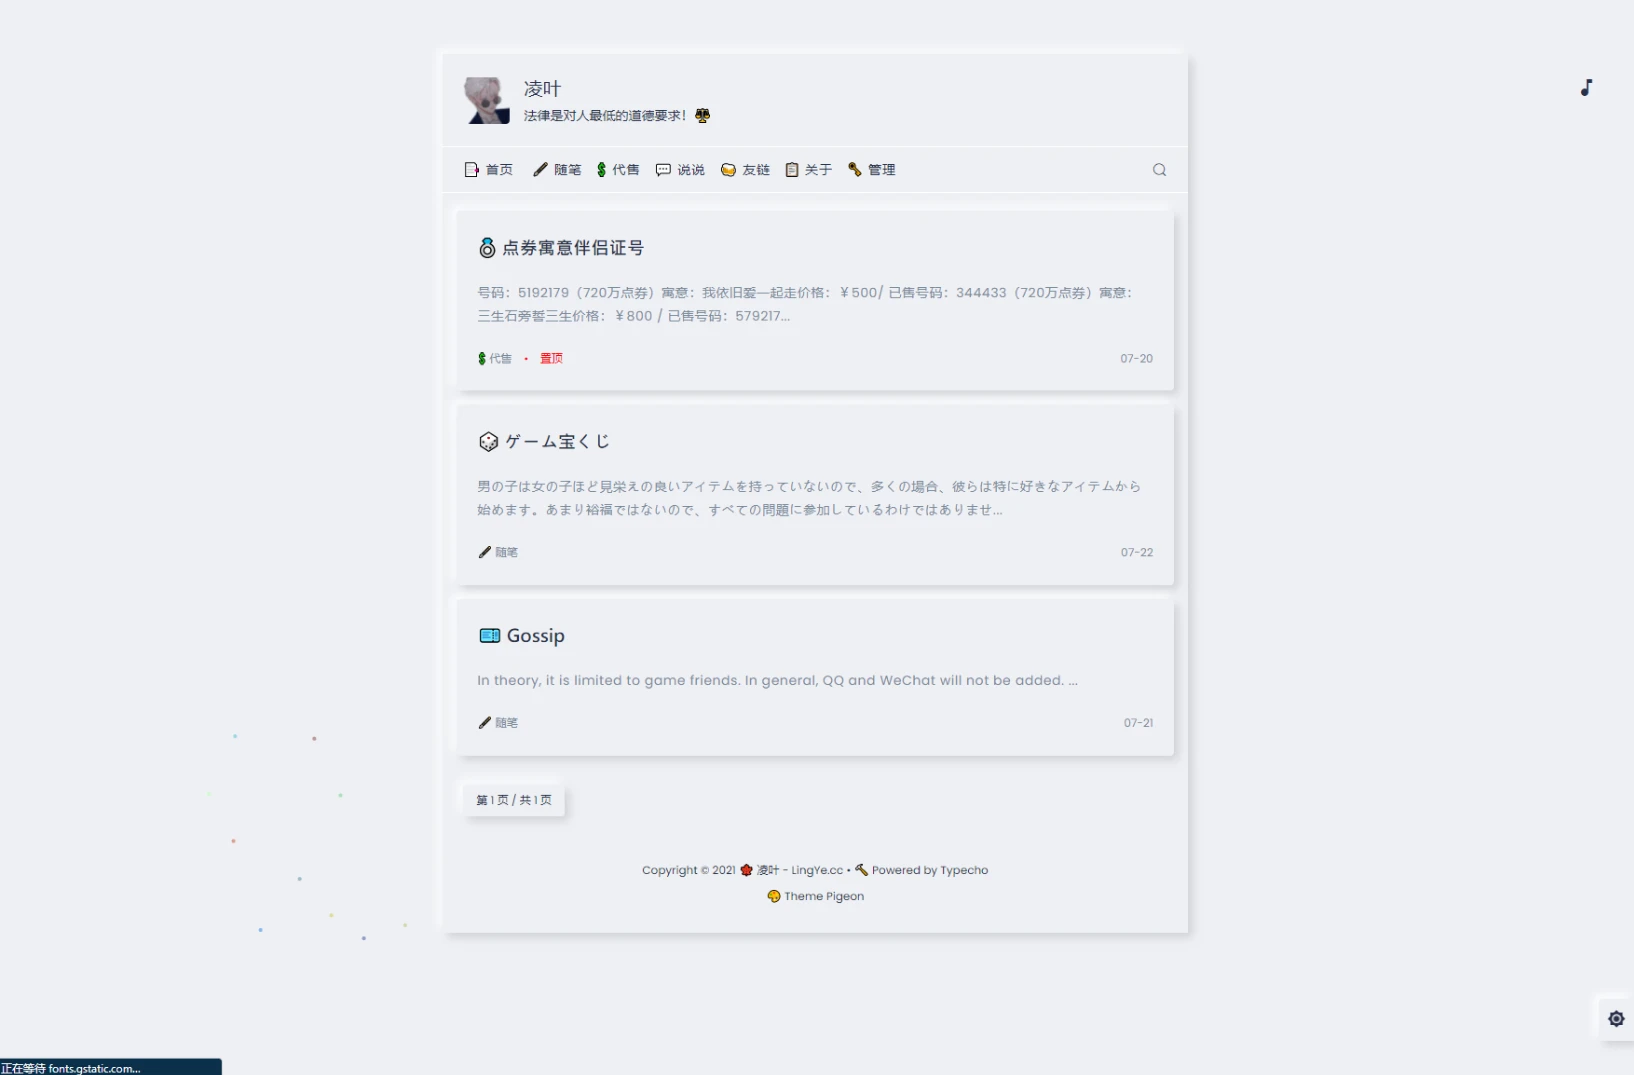 凌叶
法律是对人最低的道德要求！
首页 随笔 代售 说说 友链 关于 管理
点券寓意伴侣证号
号码：5192179（720万点券）寓意：我依旧爱一起走价格：￥500/ 已售号码：344433（720万点券）寓意：
三生石旁誓三生价格：￥800 / 已售号码：579217...
代售 • 置顶 07-20
ゲーム宝くじ
男の子は女の子ほど見栄えの良いアイテムを持っていないので、多くの場合、彼らは特に好きなアイテムから
始めます。あまり裕福ではないので、すべての問題に参加しているわけではありませ...
随笔 07-22
Gossip
In theory, it is limited to game friends. In general, QQ and WeChat will not be added. ...
随笔 07-21
第 1 页 / 共 1 页
Copyright © 2021 凌叶 - LingYe.cc • Powered by Typecho
Theme Pigeon
正在等待 fonts.gstatic.com...